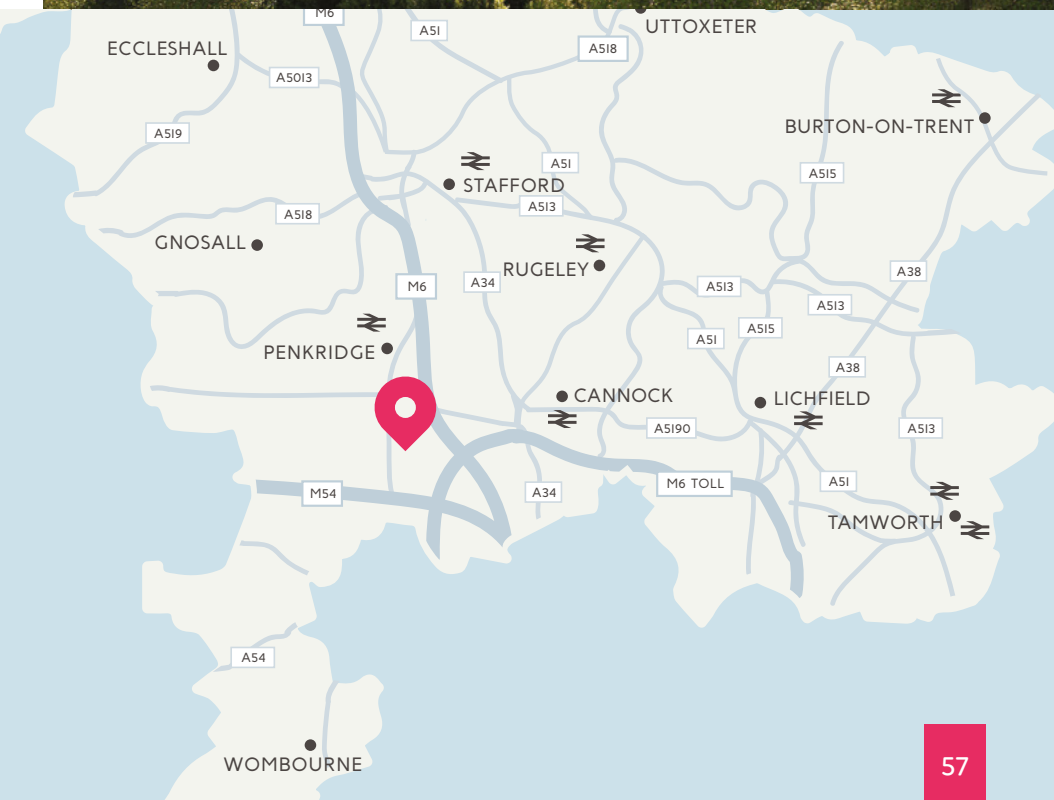 M6
A51
UTTOXETER
ECCLESHALL
A518
A5013
BURTON-ON-TRENT
A519
A51
A515
STAFFORD
A513
A518
GNOSALL
RUGELEY
A38
M6
A34
A513
A513
A515
A51
PENKRIDGE
A38
CANNOCK
LICHFIELD
A5190
A513
M54
A34
M6 TOLL
A51
TAMWORTH
A54
WOMBOURNE
57